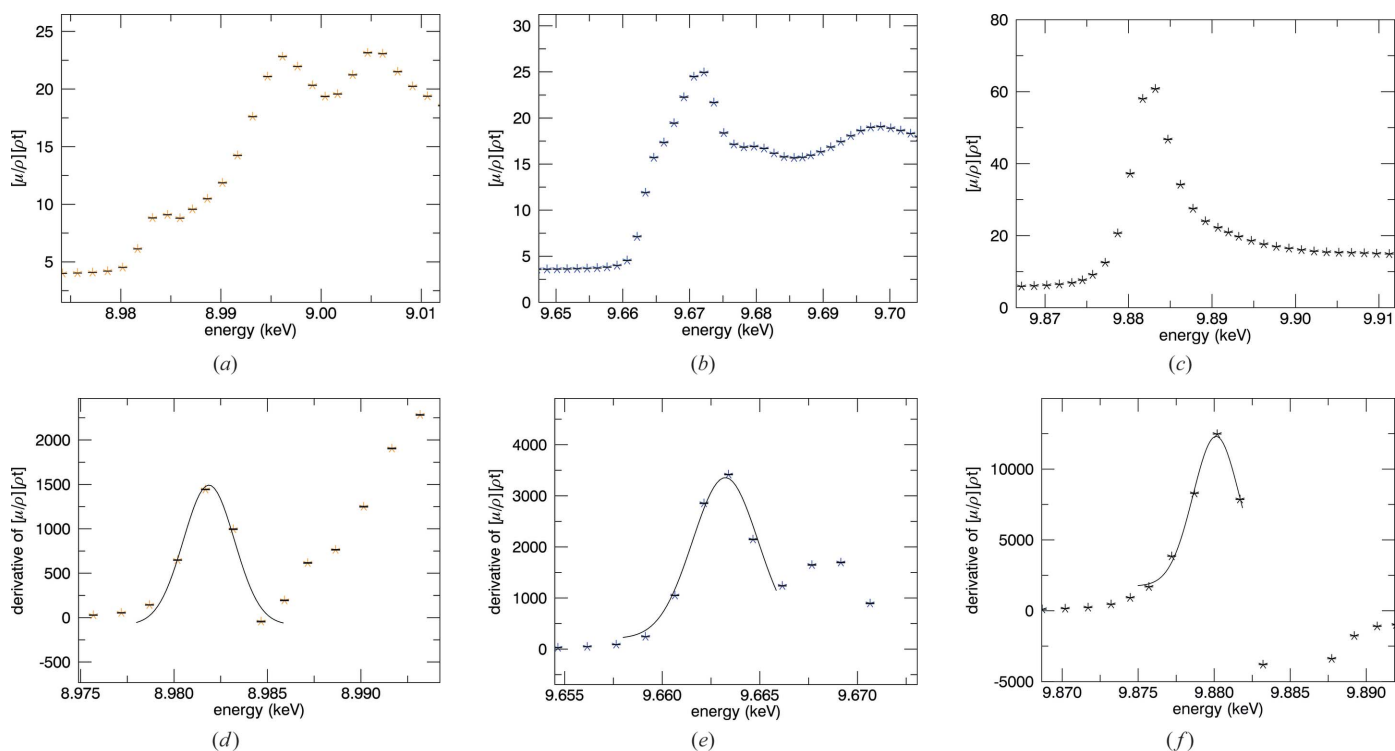 25
20
15
10
5
[μ/ρ][ρt]
8.98 8.99 9.00 9.01
energy (keV)
(a)
30
25
20
15
10
5
0
[μ/ρ][ρt]
9.65 9.66 9.67 9.68 9.69 9.70
energy (keV)
(b)
80
60
40
20
0
[μ/ρ][ρt]
9.87 9.88 9.89 9.90 9.91
energy (keV)
(c)
2000
1500
1000
500
0
-500
derivative of [μ/ρ][ρt]
8.975 8.980 8.985 8.990
energy (keV)
(d)
4000
3000
2000
1000
0
derivative of [μ/ρ][ρt]
9.655 9.660 9.665 9.670
energy (keV)
(e)
10000
5000
0
-5000
derivative of [μ/ρ][ρt]
9.870 9.875 9.880 9.885 9.890
energy (keV)
(f)